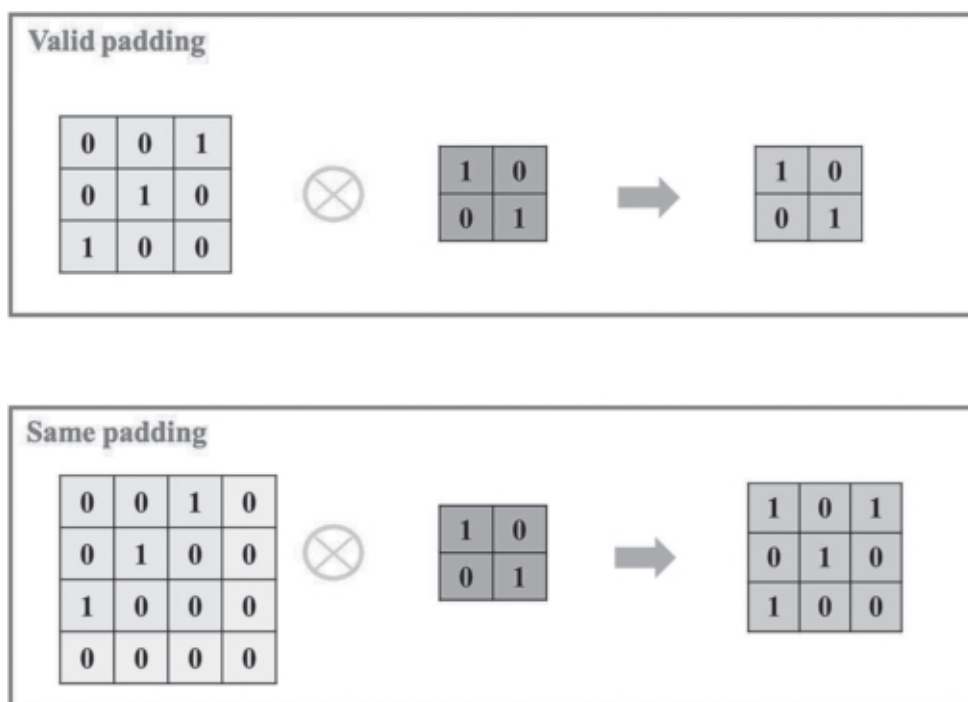 Valid padding
0 0 1
0 1 0
1 0 0
1 0
0 1
1 0
0 1
Same padding
0 0 1 0
0 1 0 0
1 0 0 0
0 0 0 0
1 0
0 1
1 0 1
0 1 0
1 0 0